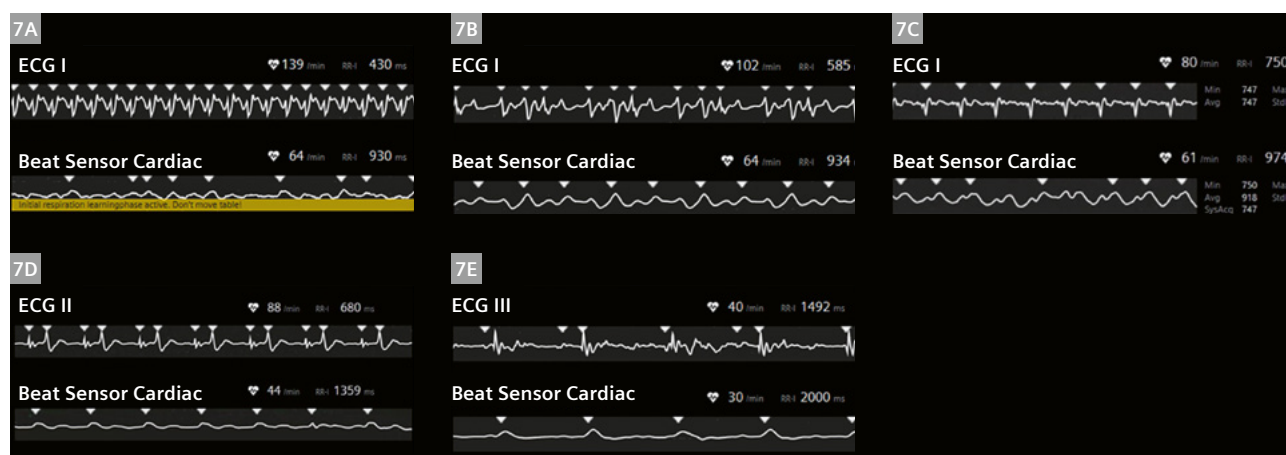 7A
ECG I
139 /min RR-I 430 ms
Beat Sensor Cardiac
64 /min RR-I 930 ms
Initial respiration learningphase active. Don't move table!
7B
ECG I
102 /min RR-I 585
Beat Sensor Cardiac
64 /min RR-I 934
7C
ECG I
80 /min RR-I 750
Min 747 Ma
Avg 747 Std
Beat Sensor Cardiac
61 /min RR-I 974
Min 750 Ma
Avg 918 Std
SysAcq 747
7D
ECG II
88 /min RR-I 680 ms
Beat Sensor Cardiac
44 /min RR-I 1359 ms
7E
ECG III
40 /min RR-I 1492 ms
Beat Sensor Cardiac
30 /min RR-I 2000 ms